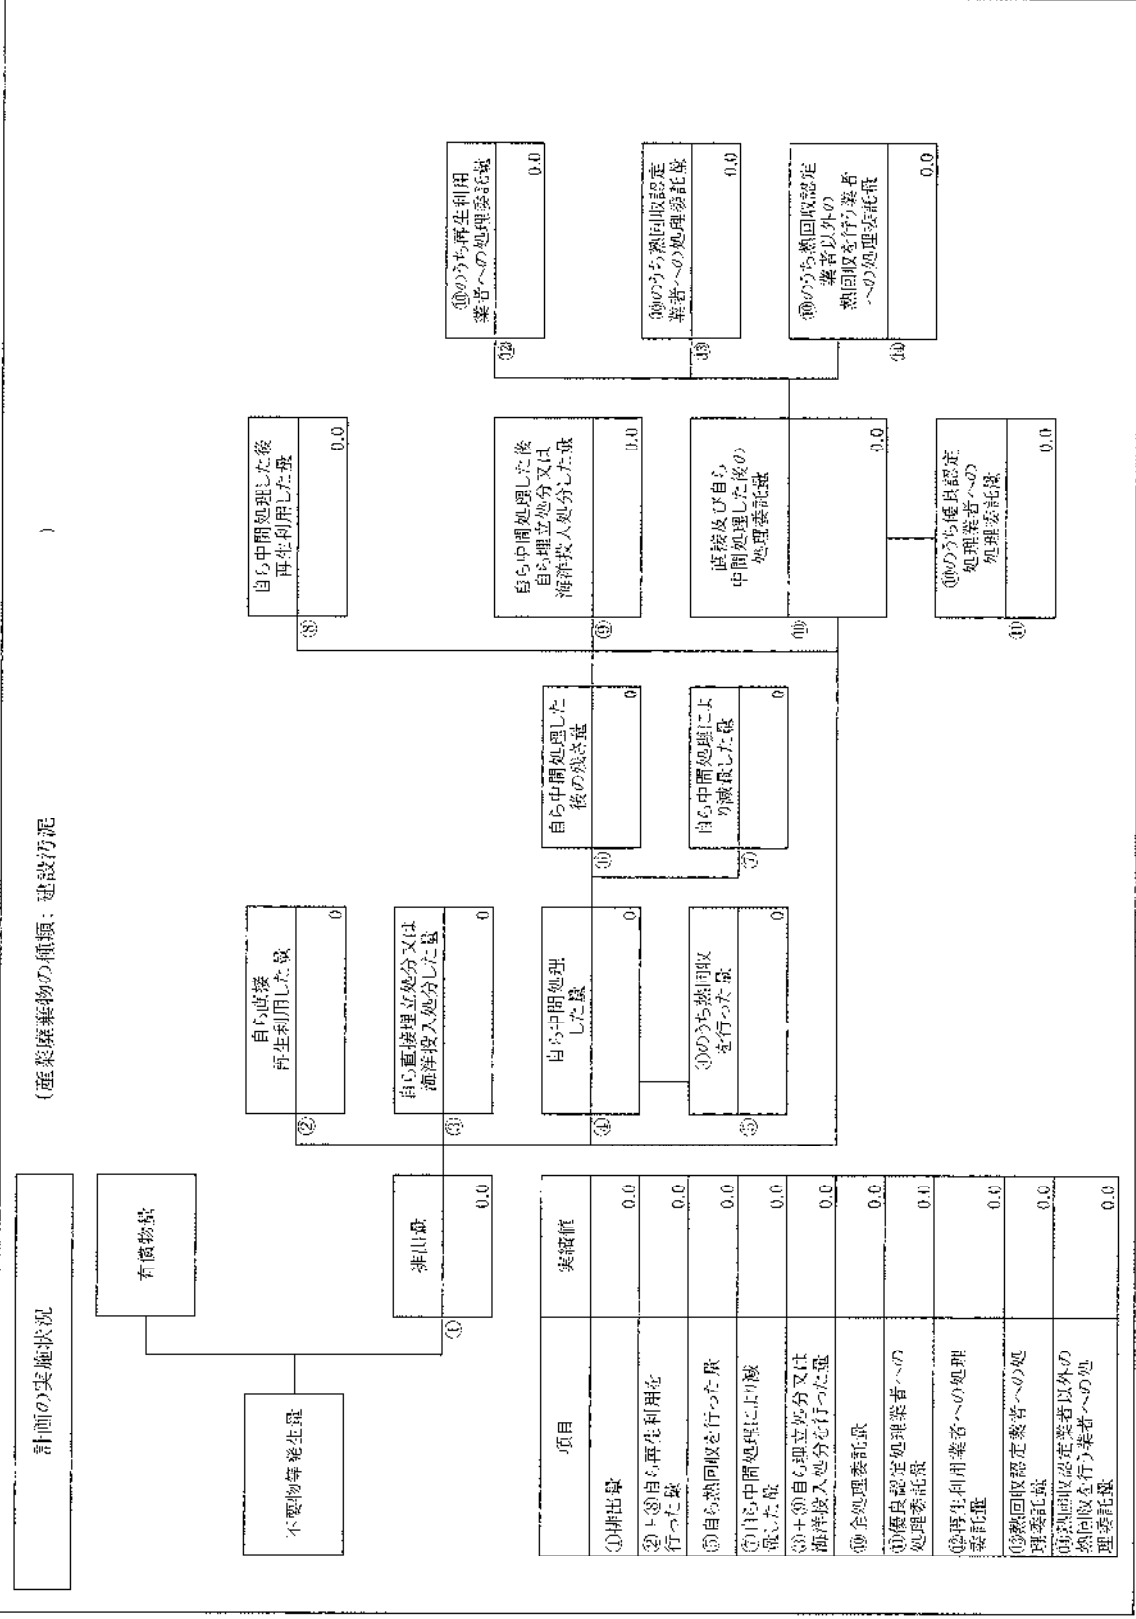 計画の実施状況
(産業廃棄物の種類: 建設汚泥
)
不要物等発生量
有償物量
①
排出量
0.0
②
自ら直接
再生利用した量
0
③
自ら直接埋立処分又は
海洋投入処分した量
0
④
自ら中間処理
した量
0
⑤
④のうち熱回収
を行った量
0
⑥
自ら中間処理した
後の残さ量
0
⑦
自ら中間処理によ
り減量した量
0
⑧
自ら中間処理した後
再生利用した量
0.0
⑨
自ら中間処理した後
自ら埋立処分又は
海洋投入処分した量
0.0
⑩
直接及び自ら
中間処理した後の
処理委託量
0.0
⑪
⑩のうち優良認定
処理業者への
処理委託量
0.0
⑫
⑩のうち再生利用
業者への処理委託量
0.0
⑬
⑩のうち熱回収認定
業者への処理委託量
0.0
⑭
⑩のうち熱回収認定
業者以外の
熱回収を行う業者
への処理委託量
0.0
項目
実績値
①排出量
0.0
②+⑧自ら再生利用を
行った量
0.0
⑤自ら熱回収を行った量
0.0
⑦自ら中間処理により減
量した量
0.0
③+⑨自ら埋立処分又は
海洋投入処分を行った量
0.0
⑩全処理委託量
0.0
⑪優良認定処理業者への
処理委託量
0.0
⑫再生利用業者への処理
委託量
0.0
⑬熱回収認定業者への処
理委託量
0.0
⑭熱回収認定業者以外の
熱回収を行う業者への処
理委託量
0.0